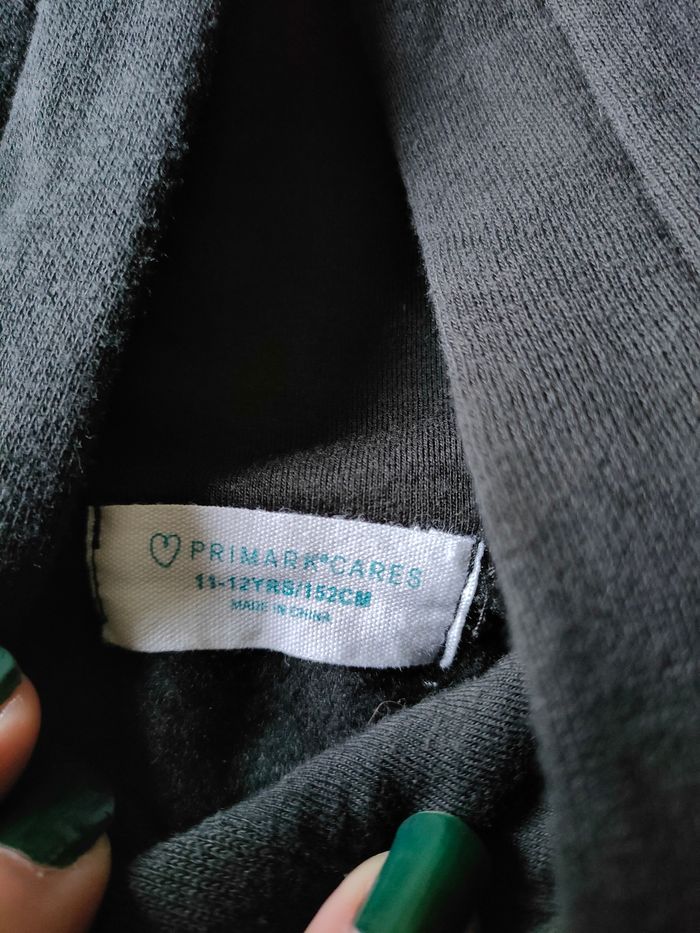 PRIMARK®CARES
11-12YRS/152CM
MADE IN CHINA